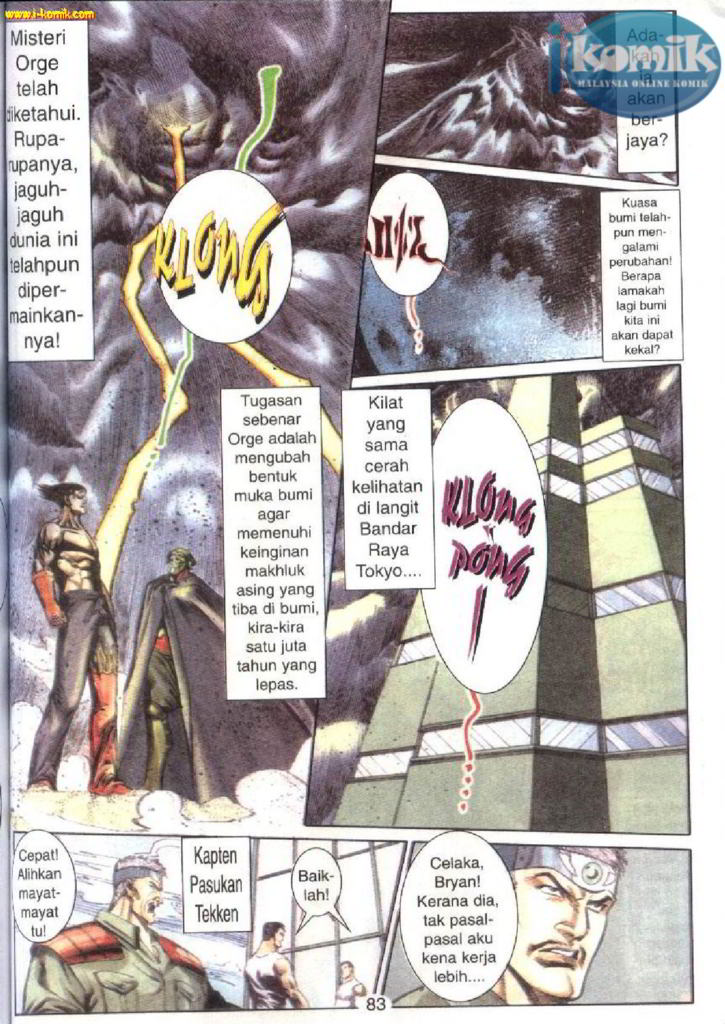 www.i-komik.com
Misteri
Orge
telah
diketahui.
Rupa-
rupanya,
jaguh-
jaguh
dunia ini
telahpun
diper-
mainkan-
nya!
KLONG
Tugasan
sebenar
Orge adalah
mengubah
bentuk
muka bumi
agar
memenuhi
keinginan
makhluk
asing yang
tiba di bumi,
kira-kira
satu juta
tahun yang
lepas.
ikomik
MALAYSIA ONLINE KOMIK
Ada-
kah ia
akan
ber-
jaya?
Kuasa
bumi telah-
pun men-
galami
perubahan!
Berapa
lamakah
lagi bumi
kita ini
akan dapat
kekal?
Kilat
yang
sama
cerah
kelihatan
di langit
Bandar
Raya
Tokyo....
KLONG
PONG
!
Cepat!
Alihkan
mayat-
mayat
tu!
Kapten
Pasukan
Tekken
Baik-
lah!
Celaka,
Bryan!
Kerana dia,
tak pasal-
pasal aku
kena kerja
lebih....
83